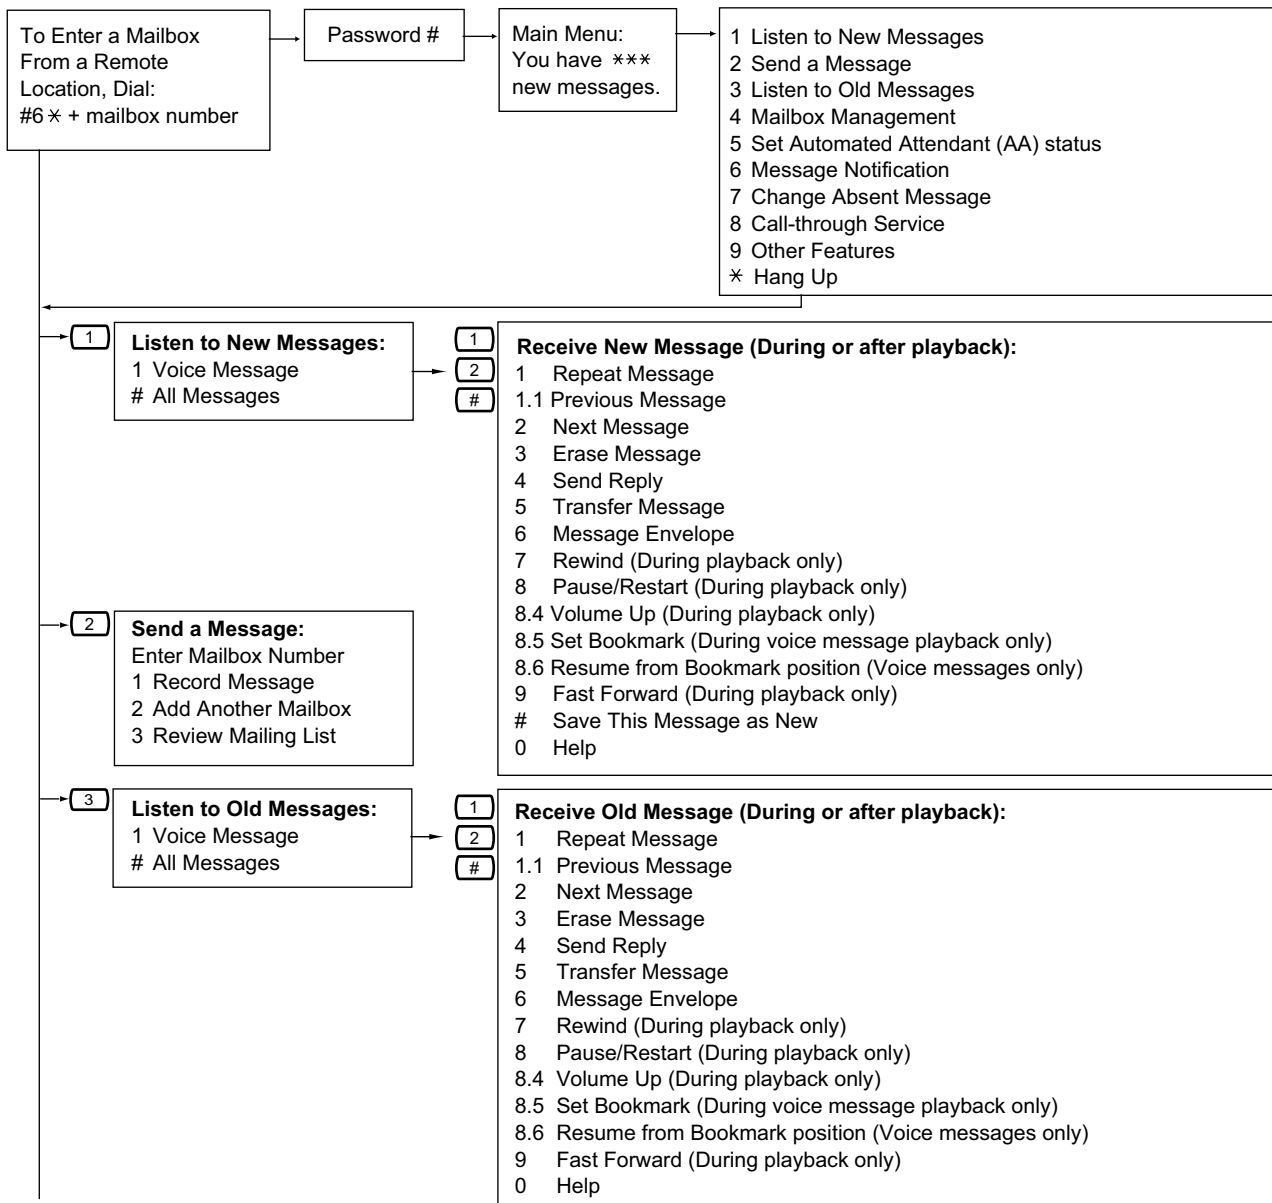 To Enter a Mailbox
From a Remote
Location, Dial:
#6 * + mailbox number
Password #
Main Menu:
You have ***
new messages.
1 Listen to New Messages
2 Send a Message
3 Listen to Old Messages
4 Mailbox Management
5 Set Automated Attendant (AA) status
6 Message Notification
7 Change Absent Message
8 Call-through Service
9 Other Features
* Hang Up
1
Listen to New Messages:
1 Voice Message
# All Messages
1
2
#
Receive New Message (During or after playback):
1 Repeat Message
1.1 Previous Message
2 Next Message
3 Erase Message
4 Send Reply
5 Transfer Message
6 Message Envelope
7 Rewind (During playback only)
8 Pause/Restart (During playback only)
8.4 Volume Up (During playback only)
8.5 Set Bookmark (During voice message playback only)
8.6 Resume from Bookmark position (Voice messages only)
9 Fast Forward (During playback only)
# Save This Message as New
0 Help
2
Send a Message:
Enter Mailbox Number
1 Record Message
2 Add Another Mailbox
3 Review Mailing List
3
Listen to Old Messages:
1 Voice Message
# All Messages
1
2
#
Receive Old Message (During or after playback):
1 Repeat Message
1.1 Previous Message
2 Next Message
3 Erase Message
4 Send Reply
5 Transfer Message
6 Message Envelope
7 Rewind (During playback only)
8 Pause/Restart (During playback only)
8.4 Volume Up (During playback only)
8.5 Set Bookmark (During voice message playback only)
8.6 Resume from Bookmark position (Voice messages only)
9 Fast Forward (During playback only)
0 Help